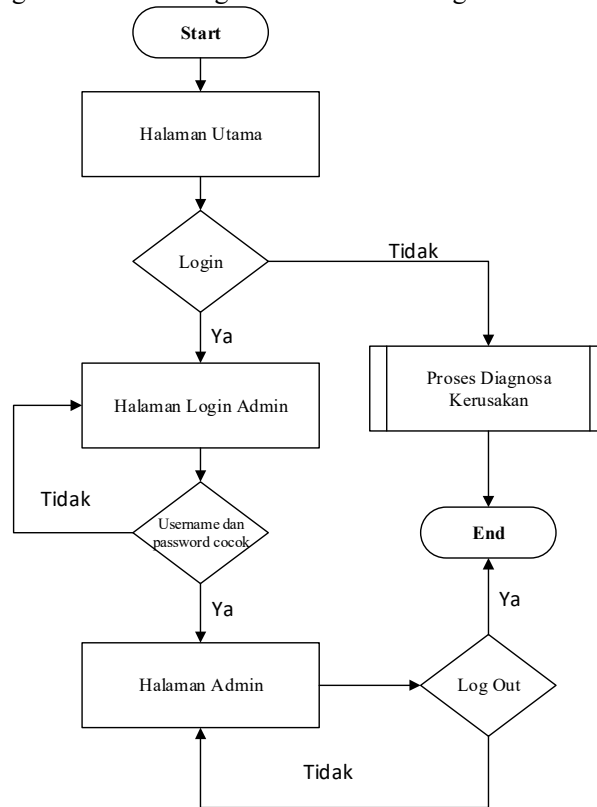 Start
Halaman Utama
Login
Tidak
Ya
Proses Diagnosa
Kerusakan
Halaman Login Admin
Tidak
Username dan
password cocok
End
Ya
Ya
Halaman Admin
Log Out
Tidak